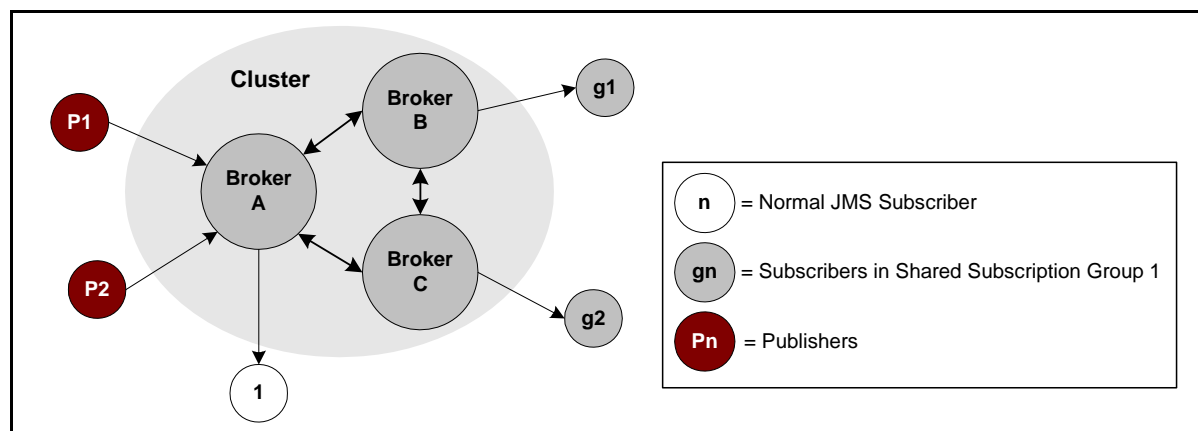 Cluster
P1
Broker
A
Broker
B
g1
P2
Broker
C
g2
1
n
= Normal JMS Subscriber
gn
= Subscribers in Shared Subscription Group 1
Pn
= Publishers